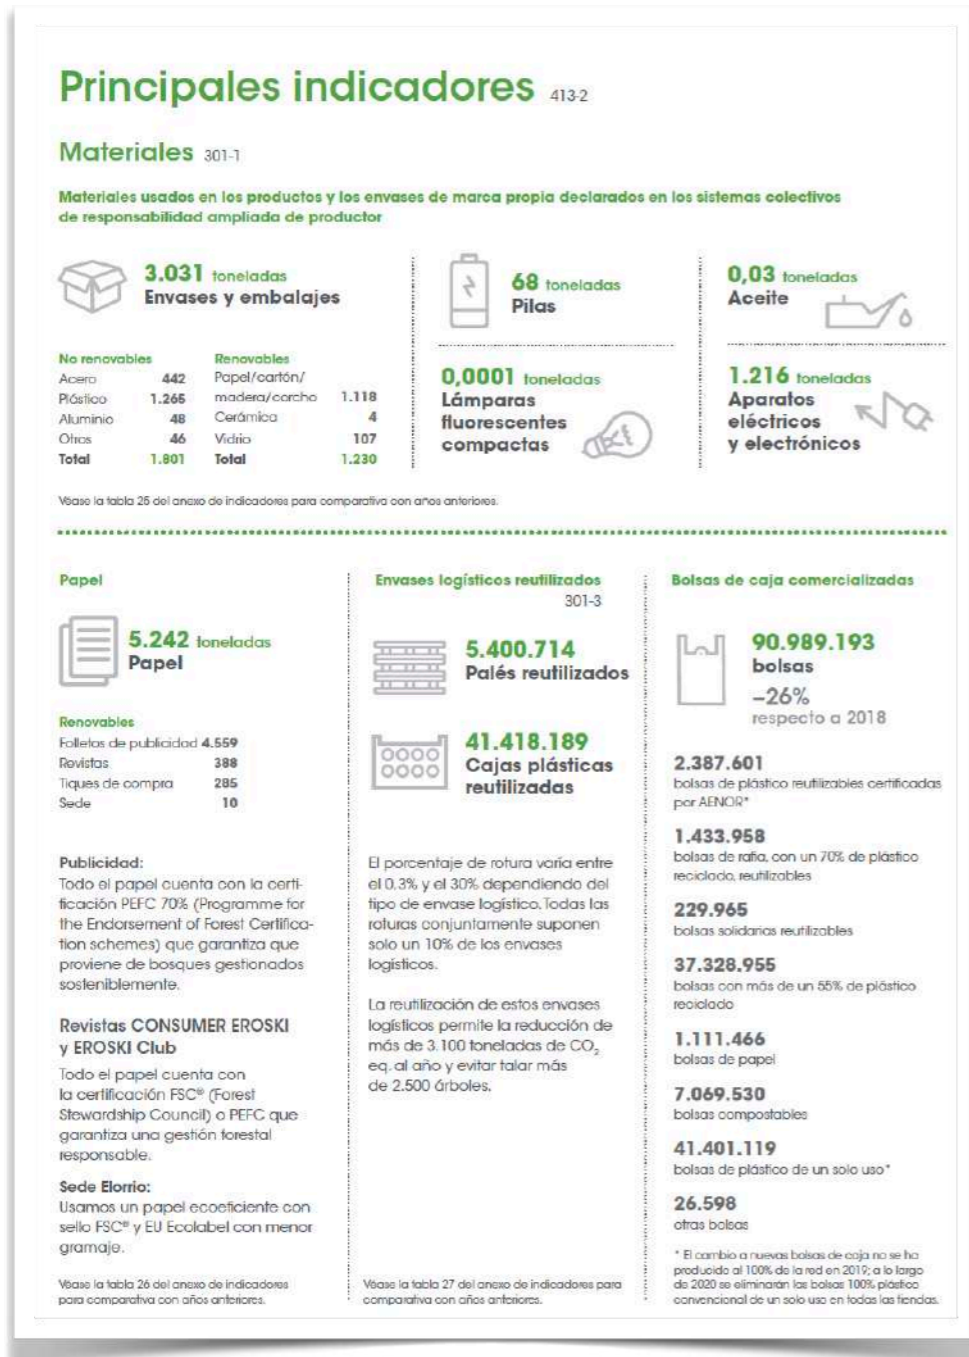 Principales indicadores 413-2
Materiales 301-1
Materiales usados en los productos y los envases de marca propia declarados en los sistemas colectivos
de responsabilidad ampliada de productor
3.031 toneladas
Envases y embalajes
No renovables
Acero 442
Plástico 1.265
Aluminio 48
Otros 46
Total 1.801
Renovables
Papel/cartón/
madera/corcho 1.118
Cerámica 4
Vidrio 107
Total 1.230
68 toneladas
Pilas
0,0001 toneladas
Lámparas
fluorescentes
compactas
0,03 toneladas
Aceite
1.216 toneladas
Aparatos
eléctricos
y electrónicos
Véase la tabla 25 del anexo de indicadores para comparativa con años anteriores.
Papel
5.242 toneladas
Papel
Renovables
Folletos de publicidad 4.559
Revistas 388
Tiques de compra 285
Sede 10
Publicidad:
Todo el papel cuenta con la certi-
ficación PEFC 70% (Programme for
the Endorsement of Forest Certifica-
tion schemes) que garantiza que
proviene de bosques gestionados
sosteniblemente.
Revistas CONSUMER EROSKI
y EROSKI Club
Todo el papel cuenta con
la certificación FSC® (Forest
Stewardship Council) o PEFC que
garantiza una gestión forestal
responsable.
Sede Elorrio:
Usamos un papel ecoeficiente con
sello FSC® y EU Ecolabel con menor
gramaje.
Véase la tabla 26 del anexo de indicadores
para comparativa con años anteriores.
Envases logísticos reutilizados
301-3
5.400.714
Palés reutilizados
41.418.189
Cajas plásticas
reutilizadas
El porcentaje de rotura varía entre
el 0,3% y el 30% dependiendo del
tipo de envase logístico. Todas las
roturas conjuntamente suponen
solo un 10% de los envases
logísticos.
La reutilización de estos envases
logísticos permite la reducción de
más de 3.100 toneladas de CO₂
eq. al año y evitar talar más
de 2.500 árboles.
Véase la tabla 27 del anexo de indicadores para
comparativa con años anteriores.
Bolsas de caja comercializadas
90.989.193
bolsas
–26%
respecto a 2018
2.387.601
bolsas de plástico reutilizables certificadas
por AENOR*
1.433.958
bolsas de rafia, con un 70% de plástico
reciclado, reutilizables
229.965
bolsas solidarias reutilizables
37.328.955
bolsas con más de un 55% de plástico
reciclado
1.111.466
bolsas de papel
7.069.530
bolsas compostables
41.401.119
bolsas de plástico de un solo uso*
26.598
otras bolsas
* El cambio a nuevas bolsas de caja no se ha
producido al 100% de la red en 2019; a lo largo
de 2020 se eliminarán las bolsas 100% plástico
convencional de un solo uso en todas las tiendas.